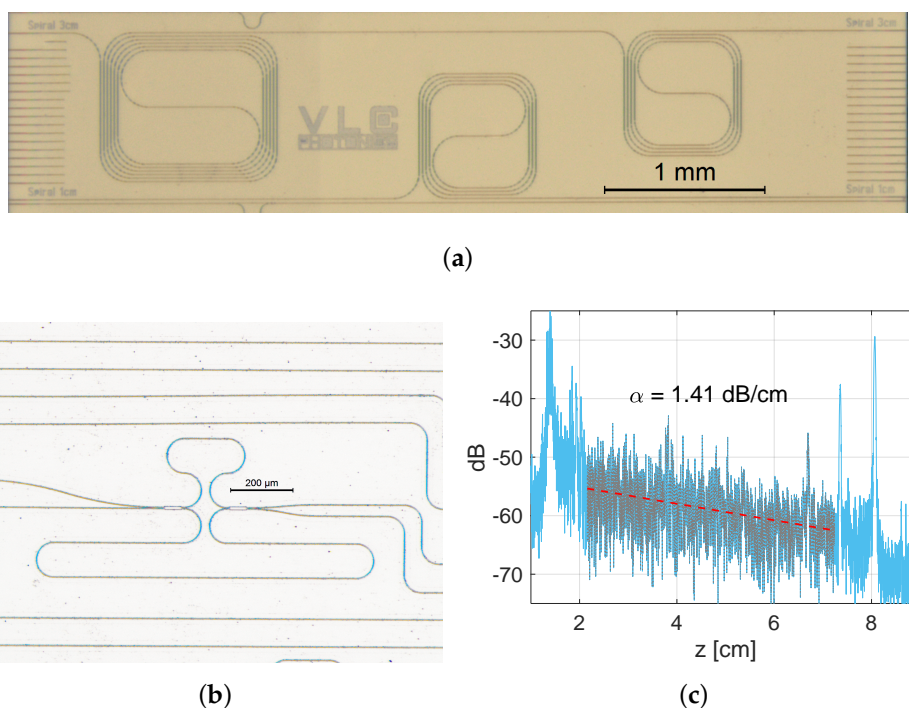 Spiral 3cm
Spiral 3cm
VLC
PHOTONICS
1 mm
Spiral 1cm
Spiral 1cm
(a)
200 µm
(b)
-30
-40
-50
-60
-70
dB
α = 1.41 dB/cm
2
4
6
8
z [cm]
(c)